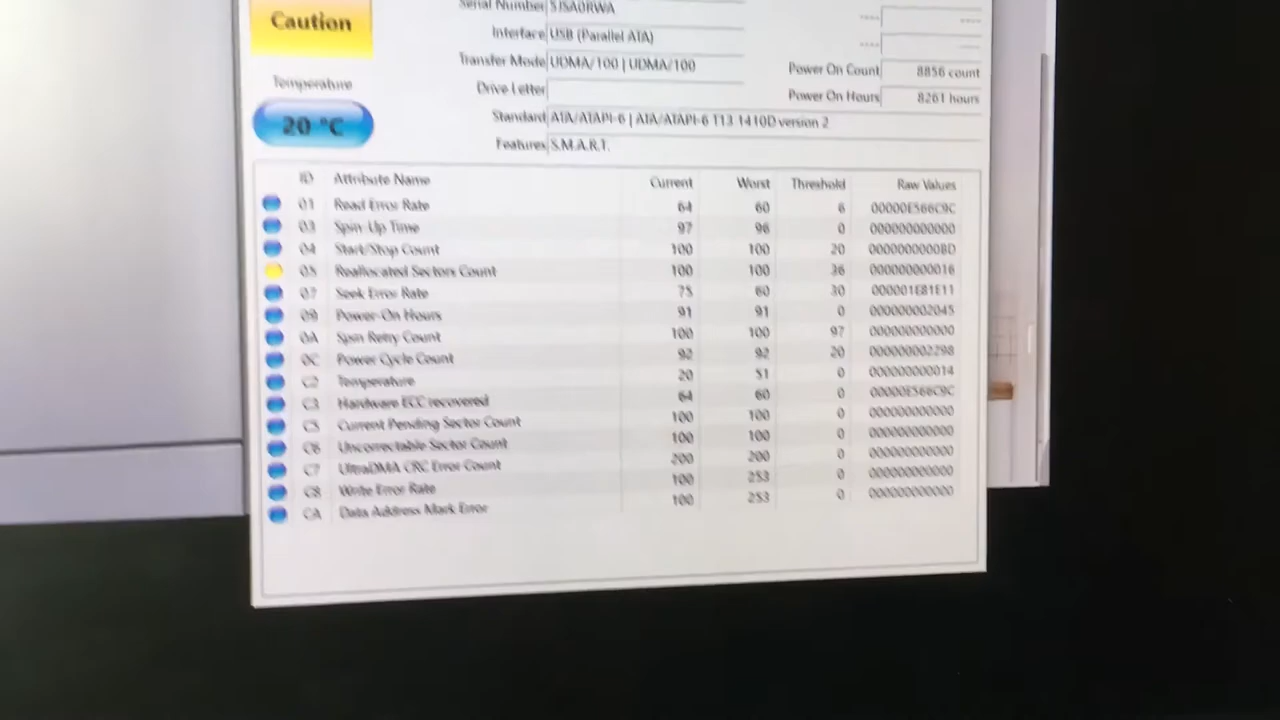 Caution
Serial Number 5JSA0RWA
Interface USB (Parallel ATA)
Transfer Mode UDMA/100 | UDMA/100
Power On Count 8856 count
Drive Letter
Power On Hours 8261 hours
Temperature
20 °C
Standard ATA/ATAPI-6 | ATA/ATAPI-6 T13 1410D version 2
Features S.M.A.R.T.
ID Attribute Name Current Worst Threshold Raw Values
01 Read Error Rate 64 60 6 00000E566C9C
03 Spin-Up Time 97 96 0 000000000000
04 Start/Stop Count 100 100 20 0000000000BD
05 Reallocated Sectors Count 100 100 36 000000000016
07 Seek Error Rate 75 60 30 000001E81E11
09 Power-On Hours 91 91 0 000000002045
0A Spin Retry Count 100 100 97 000000000000
0C Power Cycle Count 92 92 20 000000002298
C2 Temperature 20 51 0 000000000014
C3 Hardware ECC recovered 64 60 0 00000E566C9C
C5 Current Pending Sector Count 100 100 0 000000000000
C6 Uncorrectable Sector Count 100 100 0 000000000000
C7 UltraDMA CRC Error Count 200 200 0 000000000000
C8 Write Error Rate 100 253 0 000000000000
CA Data Address Mark Error 100 253 0 000000000000